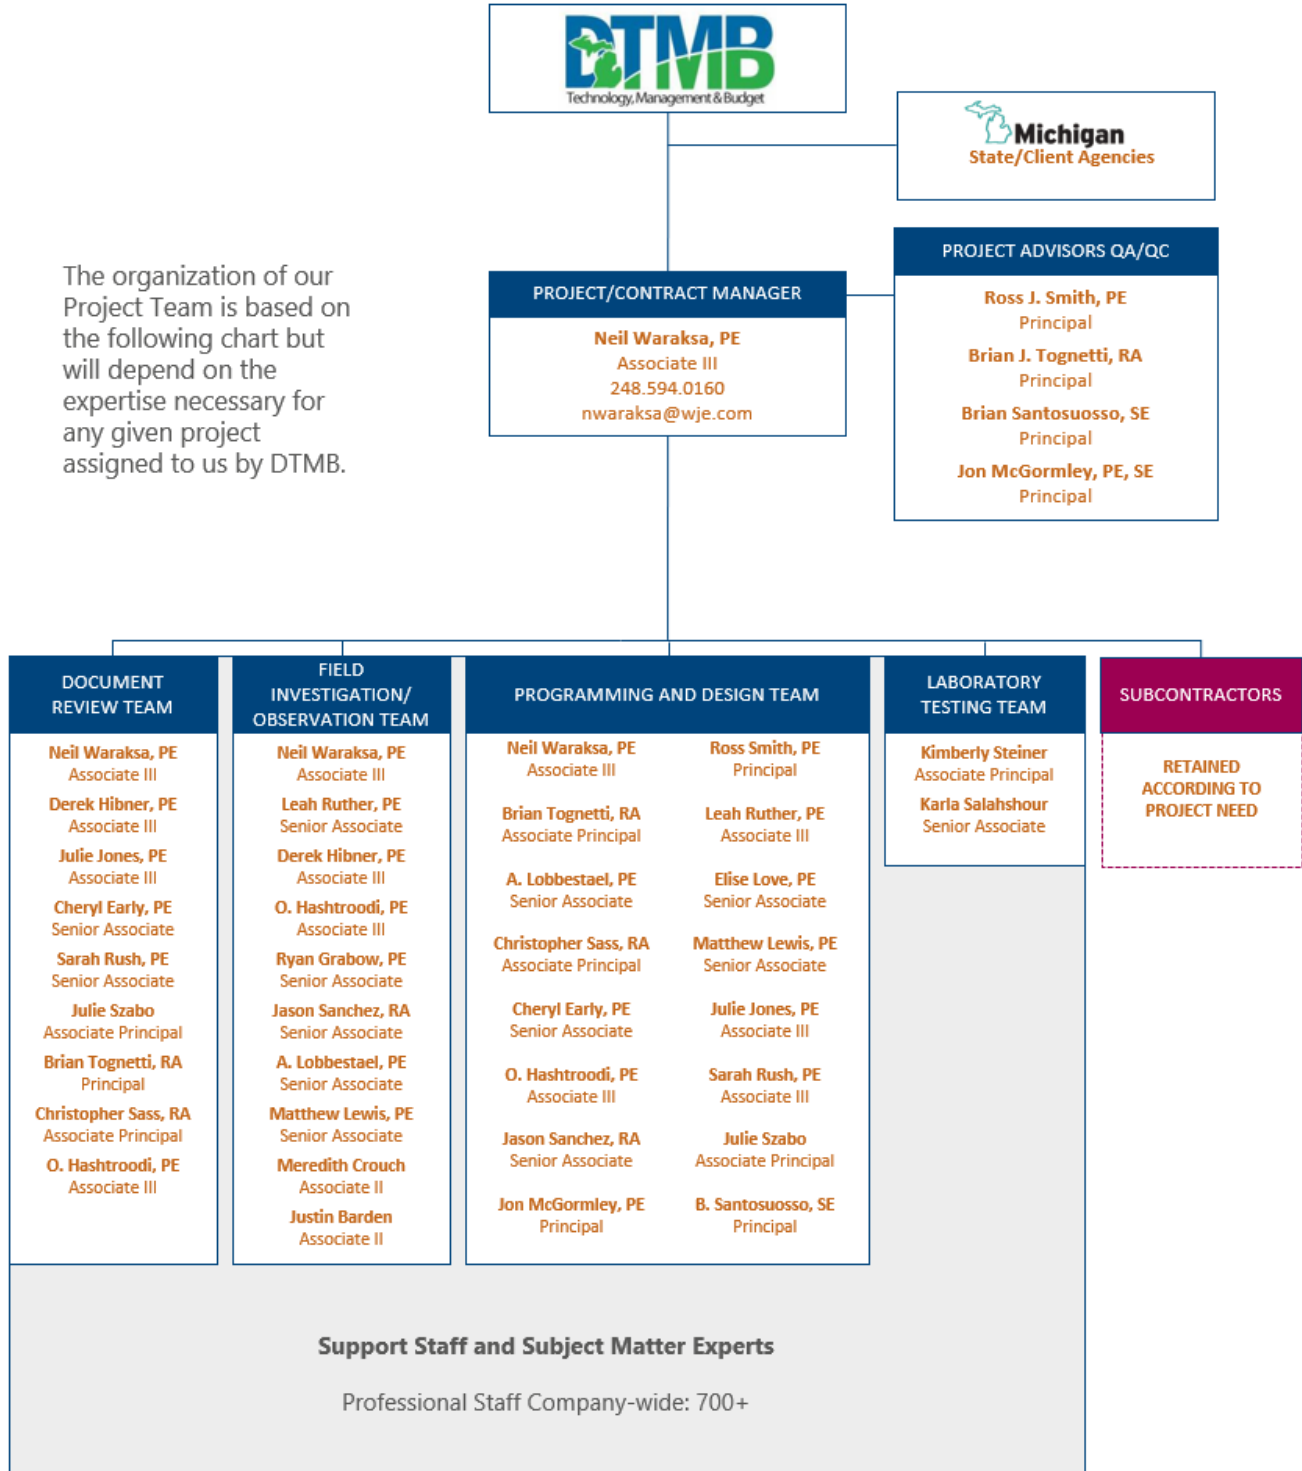 DTMB
Technology, Management & Budget
Michigan
State/Client Agencies
The organization of our
Project Team is based on
the following chart but
will depend on the
expertise necessary for
any given project
assigned to us by DTMB.
PROJECT/CONTRACT MANAGER
Neil Waraksa, PE
Associate III
248.594.0160
nwaraksa@wje.com
PROJECT ADVISORS QA/QC
Ross J. Smith, PE
Principal
Brian J. Tognetti, RA
Principal
Brian Santosuosso, SE
Principal
Jon McGormley, PE, SE
Principal
DOCUMENT
REVIEW TEAM
Neil Waraksa, PE
Associate III
Derek Hibner, PE
Associate III
Julie Jones, PE
Associate III
Cheryl Early, PE
Senior Associate
Sarah Rush, PE
Senior Associate
Julie Szabo
Associate Principal
Brian Tognetti, RA
Principal
Christopher Sass, RA
Associate Principal
O. Hashtroodi, PE
Associate III
FIELD
INVESTIGATION/
OBSERVATION TEAM
Neil Waraksa, PE
Associate III
Leah Ruther, PE
Senior Associate
Derek Hibner, PE
Associate III
O. Hashtroodi, PE
Associate III
Ryan Grabow, PE
Senior Associate
Jason Sanchez, RA
Senior Associate
A. Lobbestael, PE
Senior Associate
Matthew Lewis, PE
Senior Associate
Meredith Crouch
Associate II
Justin Barden
Associate II
PROGRAMMING AND DESIGN TEAM
Neil Waraksa, PE
Associate III
Brian Tognetti, RA
Associate Principal
A. Lobbestael, PE
Senior Associate
Christopher Sass, RA
Associate Principal
Cheryl Early, PE
Senior Associate
O. Hashtroodi, PE
Associate III
Jason Sanchez, RA
Senior Associate
Jon McGormley, PE
Principal
Ross Smith, PE
Principal
Leah Ruther, PE
Associate III
Elise Love, PE
Senior Associate
Matthew Lewis, PE
Senior Associate
Julie Jones, PE
Associate III
Sarah Rush, PE
Associate III
Julie Szabo
Associate Principal
B. Santosuosso, SE
Principal
LABORATORY
TESTING TEAM
Kimberly Steiner
Associate Principal
Karla Salahshour
Senior Associate
SUBCONTRACTORS
RETAINED
ACCORDING TO
PROJECT NEED
Support Staff and Subject Matter Experts
Professional Staff Company-wide: 700+